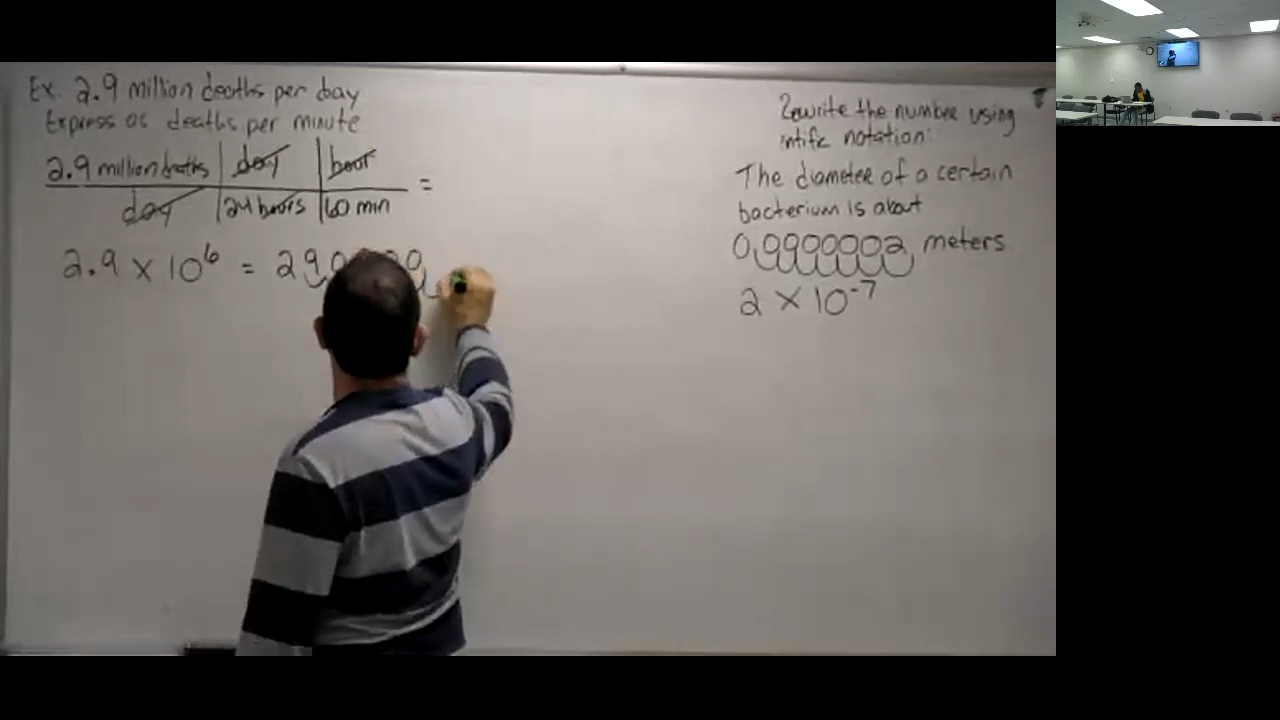 Ex. 2.9 million deaths per day
Express as deaths per minute
2.9 million deaths | day | hour
day | 24 hours | 60 min =
2.9 × 10⁶ = 29
Rewrite the number using
ntific notation:
The diameter of a certain
bacterium is about
0.0000002 meters
2 × 10⁻⁷